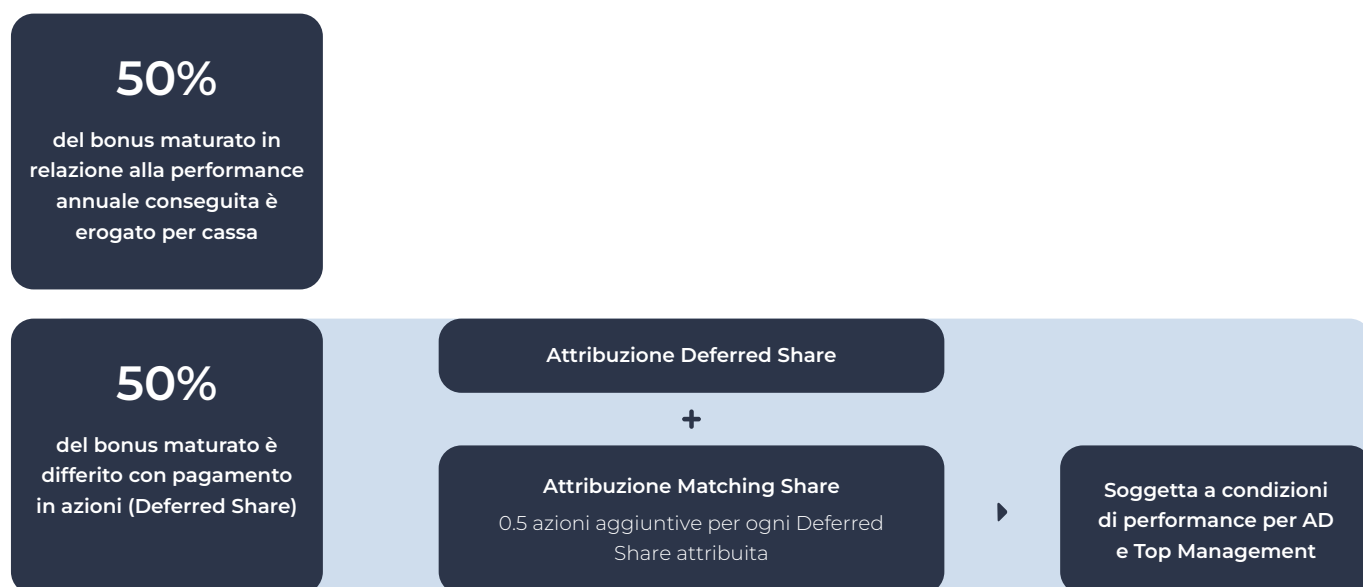 50%
del bonus maturato in
relazione alla performance
annuale conseguita è
erogato per cassa
50%
del bonus maturato è
differito con pagamento
in azioni (Deferred Share)
Attribuzione Deferred Share
+
Attribuzione Matching Share
0.5 azioni aggiuntive per ogni Deferred
Share attribuita
Soggetta a condizioni
di performance per AD
e Top Management